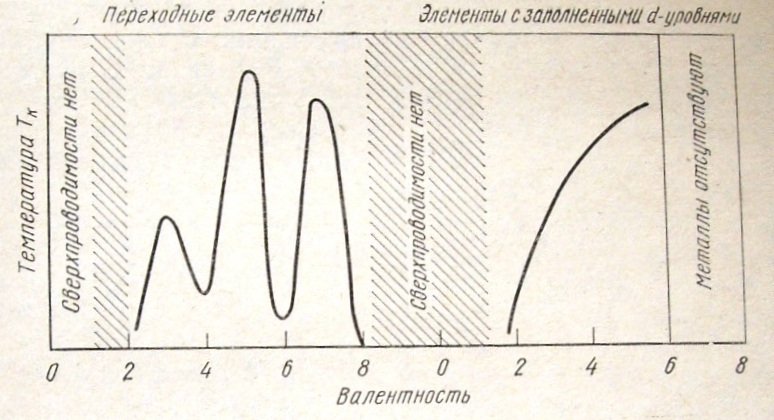 Переходные элементы
Элементы с заполненными d-уровнями
Температура Tк
Сверхпроводимости нет
Сверхпроводимости нет
Металлы отсутствуют
0 2 4 6 8 0 2 4 6 8
Валентность